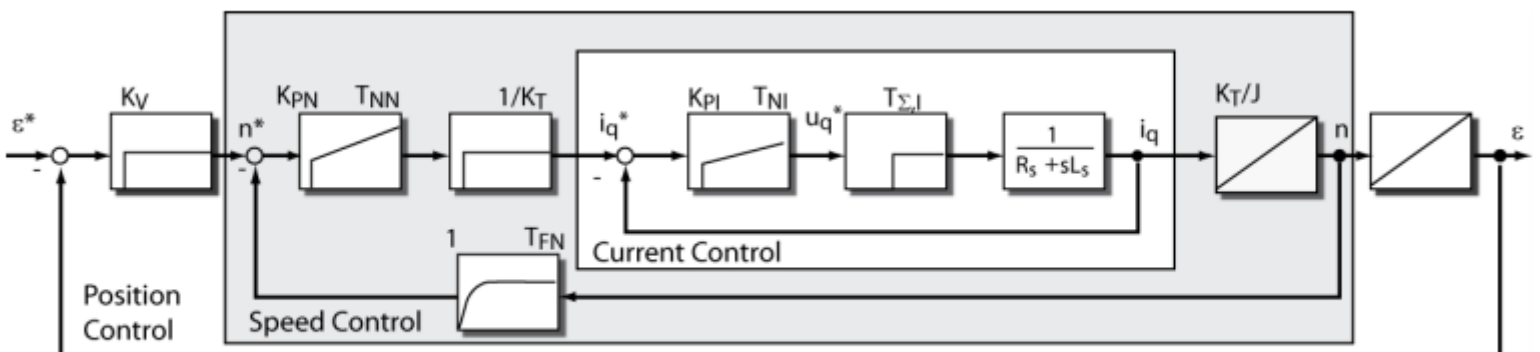 ε*
-
K_V
n*
-
K_PN
T_NN
1/K_T
i_q*
-
K_PI
T_NI
u_q*
T_Σ,I
1
R_s +sL_s
i_q
K_T/J
n
ε
1
T_FN
Current Control
Speed Control
Position
Control